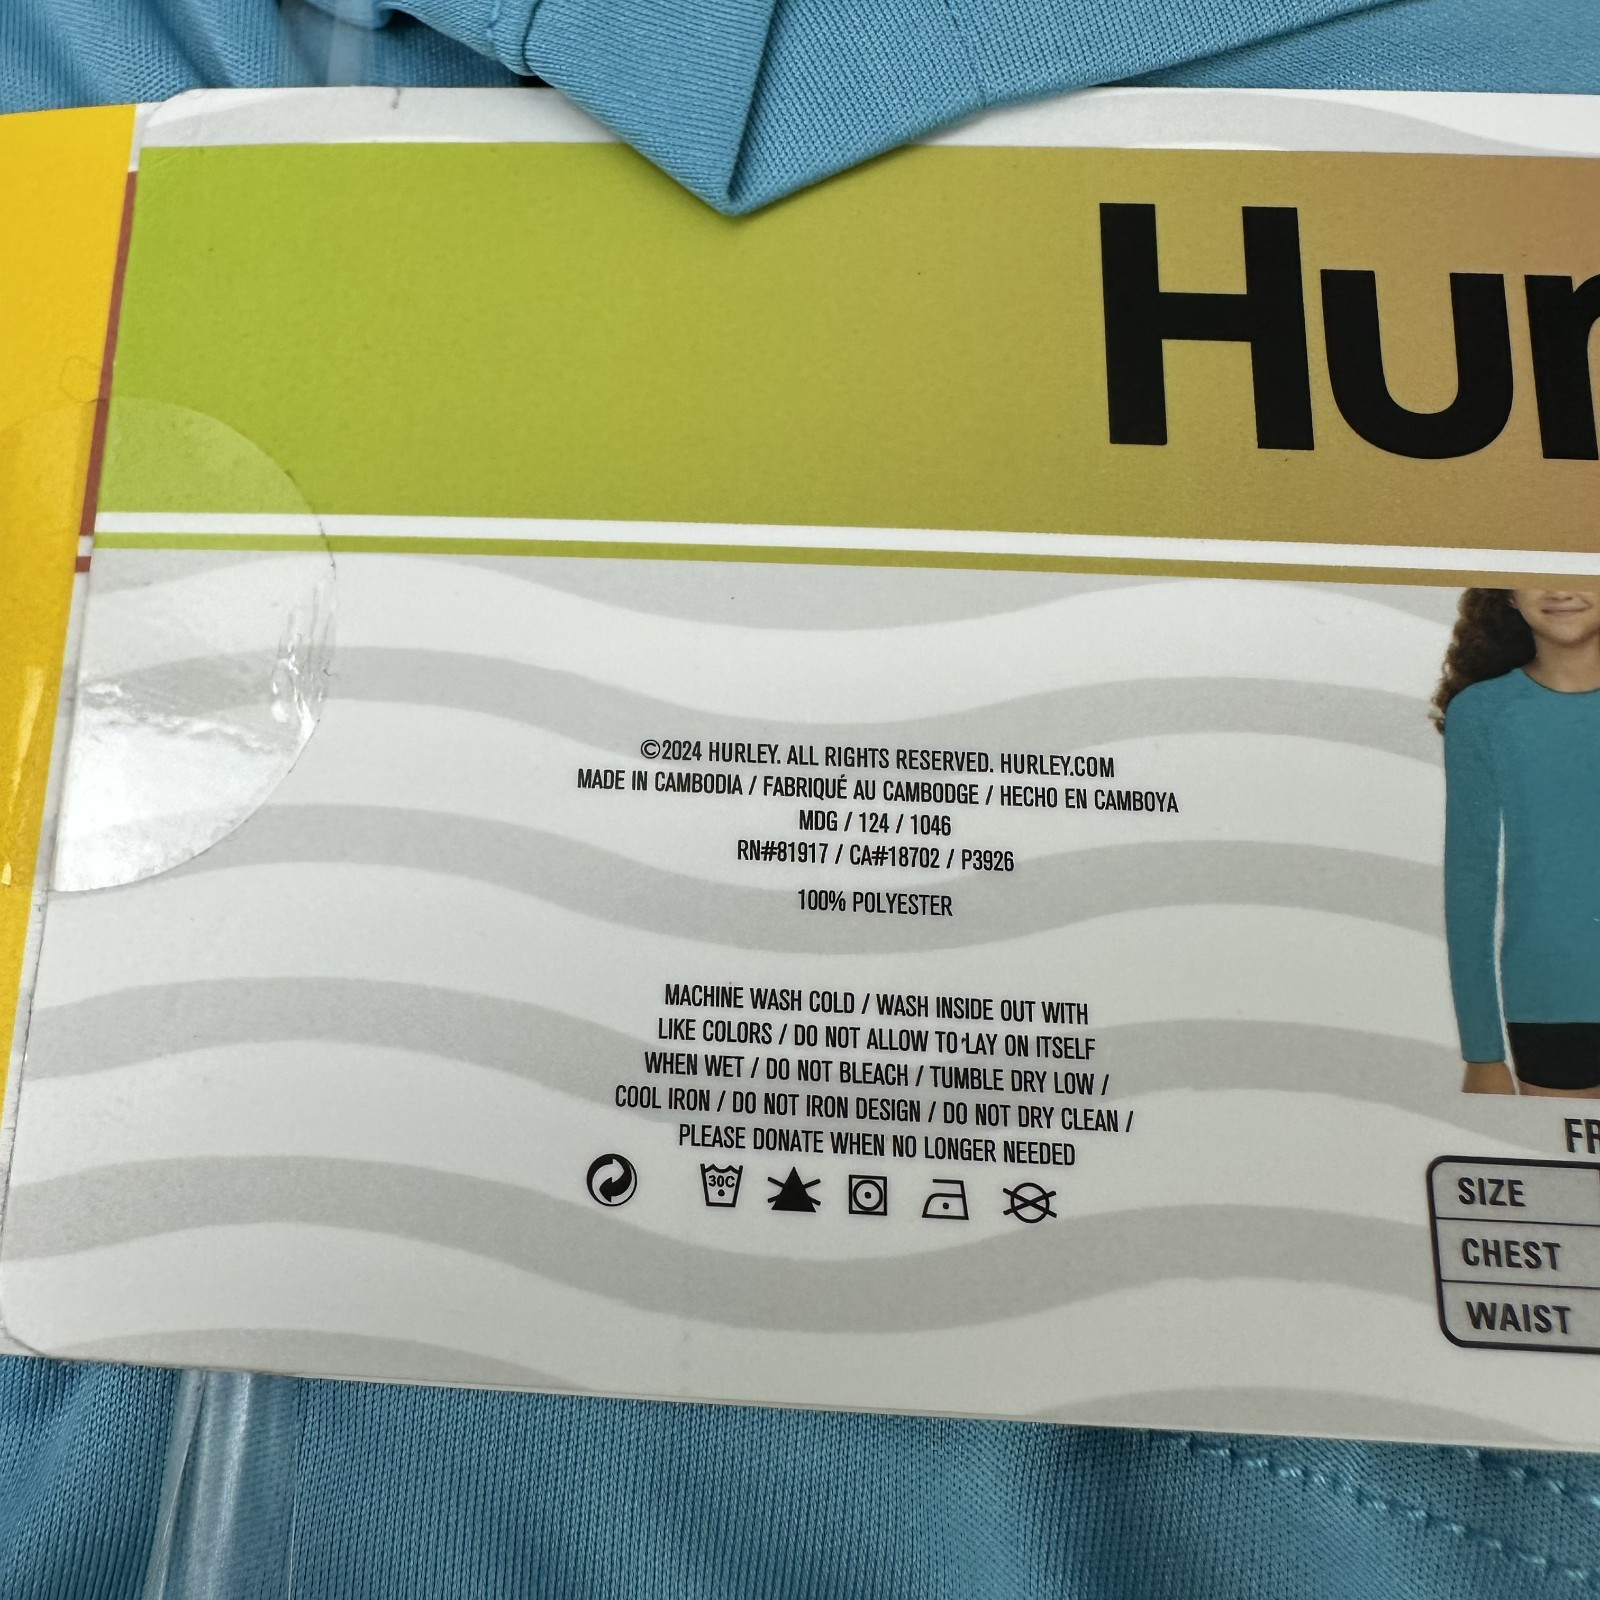 Hur
©2024 HURLEY. ALL RIGHTS RESERVED. HURLEY.COM
MADE IN CAMBODIA / FABRIQUÉ AU CAMBODGE / HECHO EN CAMBOYA
MDG / 124 / 1046
RN#81917 / CA#18702 / P3926
100% POLYESTER
MACHINE WASH COLD / WASH INSIDE OUT WITH
LIKE COLORS / DO NOT ALLOW TO LAY ON ITSELF
WHEN WET / DO NOT BLEACH / TUMBLE DRY LOW /
COOL IRON / DO NOT IRON DESIGN / DO NOT DRY CLEAN /
PLEASE DONATE WHEN NO LONGER NEEDED
30C
FR
SIZE
CHEST
WAIST